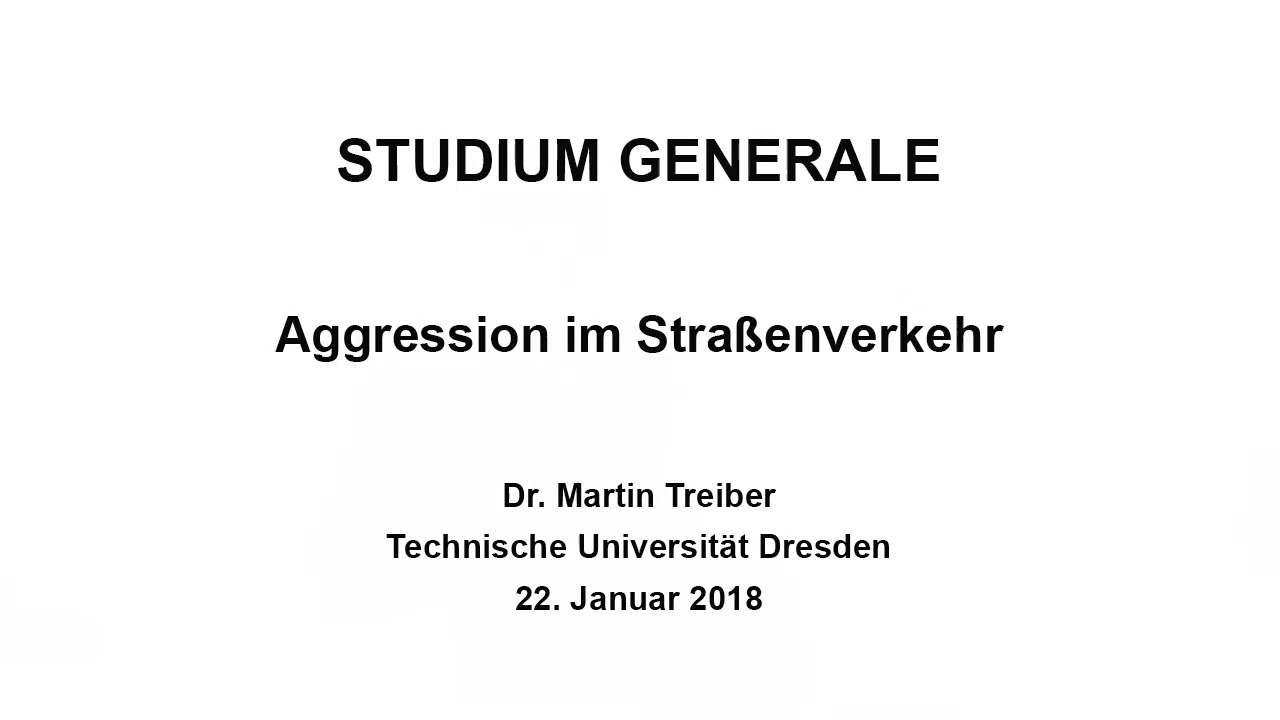 STUDIUM GENERALE
Aggression im Straßenverkehr
Dr. Martin Treiber
Technische Universität Dresden
22. Januar 2018